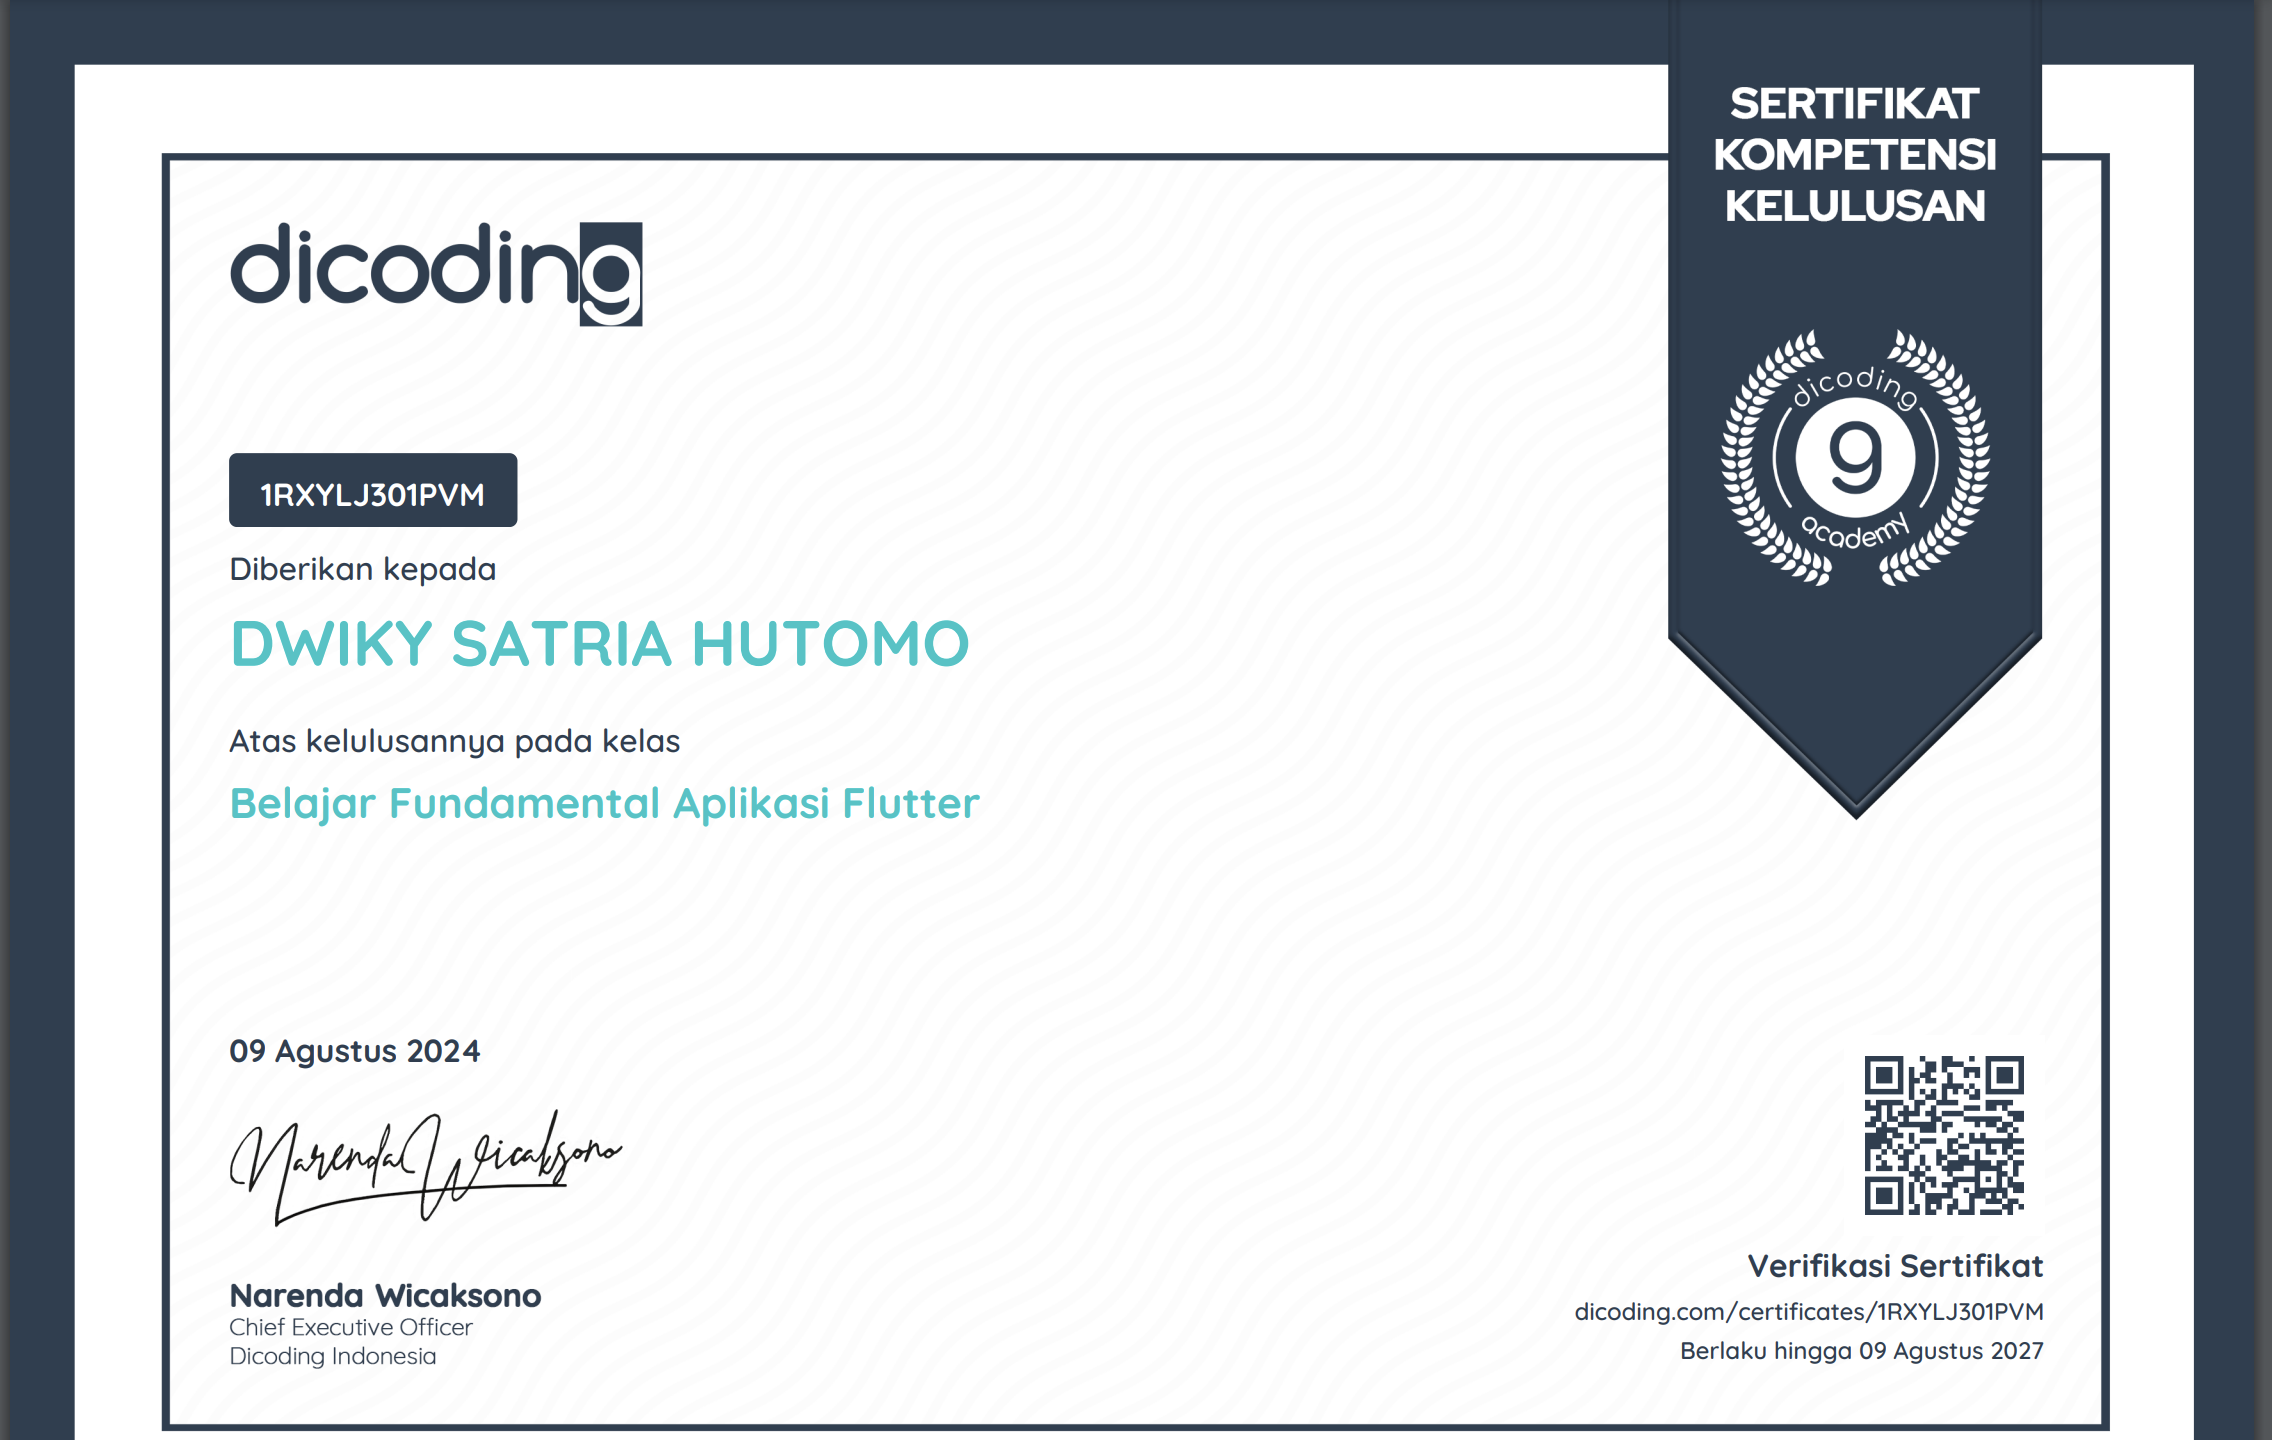 SERTIFIKAT
KOMPETENSI
KELULUSAN
dicoding
dicoding
g
academy
1RXYLJ301PVM
Diberikan kepada
DWIKY SATRIA HUTOMO
Atas kelulusannya pada kelas
Belajar Fundamental Aplikasi Flutter
09 Agustus 2024
Narenda Wicaksono
Narenda Wicaksono
Chief Executive Officer
Dicoding Indonesia
Verifikasi Sertifikat
dicoding.com/certificates/1RXYLJ301PVM
Berlaku hingga 09 Agustus 2027